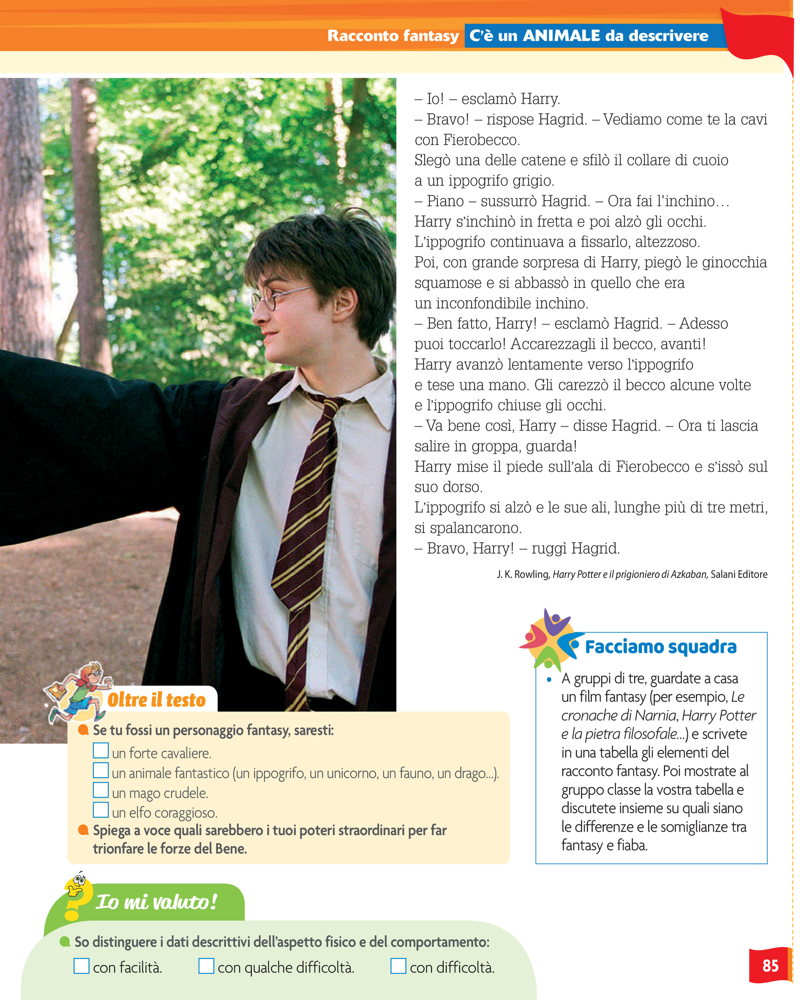 Racconto fantasy C'è un ANIMALE da descrivere
– Io! – esclamò Harry.
– Bravo! – rispose Hagrid. – Vediamo come te la cavi
con Fierobecco.
Slegò una delle catene e sfilò il collare di cuoio
a un ippogrifo grigio.
– Piano – sussurrò Hagrid. – Ora fai l'inchino…
Harry s’inchinò in fretta e poi alzò gli occhi.
L’ippogrifo continuava a fissarlo, altezzoso.
Poi, con grande sorpresa di Harry, piegò le ginocchia
squamose e si abbassò in quello che era
un inconfondibile inchino.
– Ben fatto, Harry! – esclamò Hagrid. – Adesso
puoi toccarlo! Accarezzagli il becco, avanti!
Harry avanzò lentamente verso l’ippogrifo
e tese una mano. Gli carezzò il becco alcune volte
e l’ippogrifo chiuse gli occhi.
– Va bene così, Harry – disse Hagrid. – Ora ti lascia
salire in groppa, guarda!
Harry mise il piede sull’ala di Fierobecco e s’issò sul
suo dorso.
L’ippogrifo si alzò e le sue ali, lunghe più di tre metri,
si spalancarono.
– Bravo, Harry! – ruggì Hagrid.
J. K. Rowling, Harry Potter e il prigioniero di Azkaban, Salani Editore
Oltre il testo
Se tu fossi un personaggio fantasy, saresti:
un forte cavaliere.
un animale fantastico (un ippogrifo, un unicorno, un fauno, un drago...).
un mago crudele.
un elfo coraggioso.
Spiega a voce quali sarebbero i tuoi poteri straordinari per far
trionfare le forze del Bene.
Facciamo squadra
• A gruppi di tre, guardate a casa
un film fantasy (per esempio, Le
cronache di Narnia, Harry Potter
e la pietra filosofale...) e scrivete
in una tabella gli elementi del
racconto fantasy. Poi mostrate al
gruppo classe la vostra tabella e
discutete insieme su quali siano
le differenze e le somiglianze tra
fantasy e fiaba.
Io mi valuto!
So distinguere i dati descrittivi dell’aspetto fisico e del comportamento:
con facilità. con qualche difficoltà. con difficoltà.
85